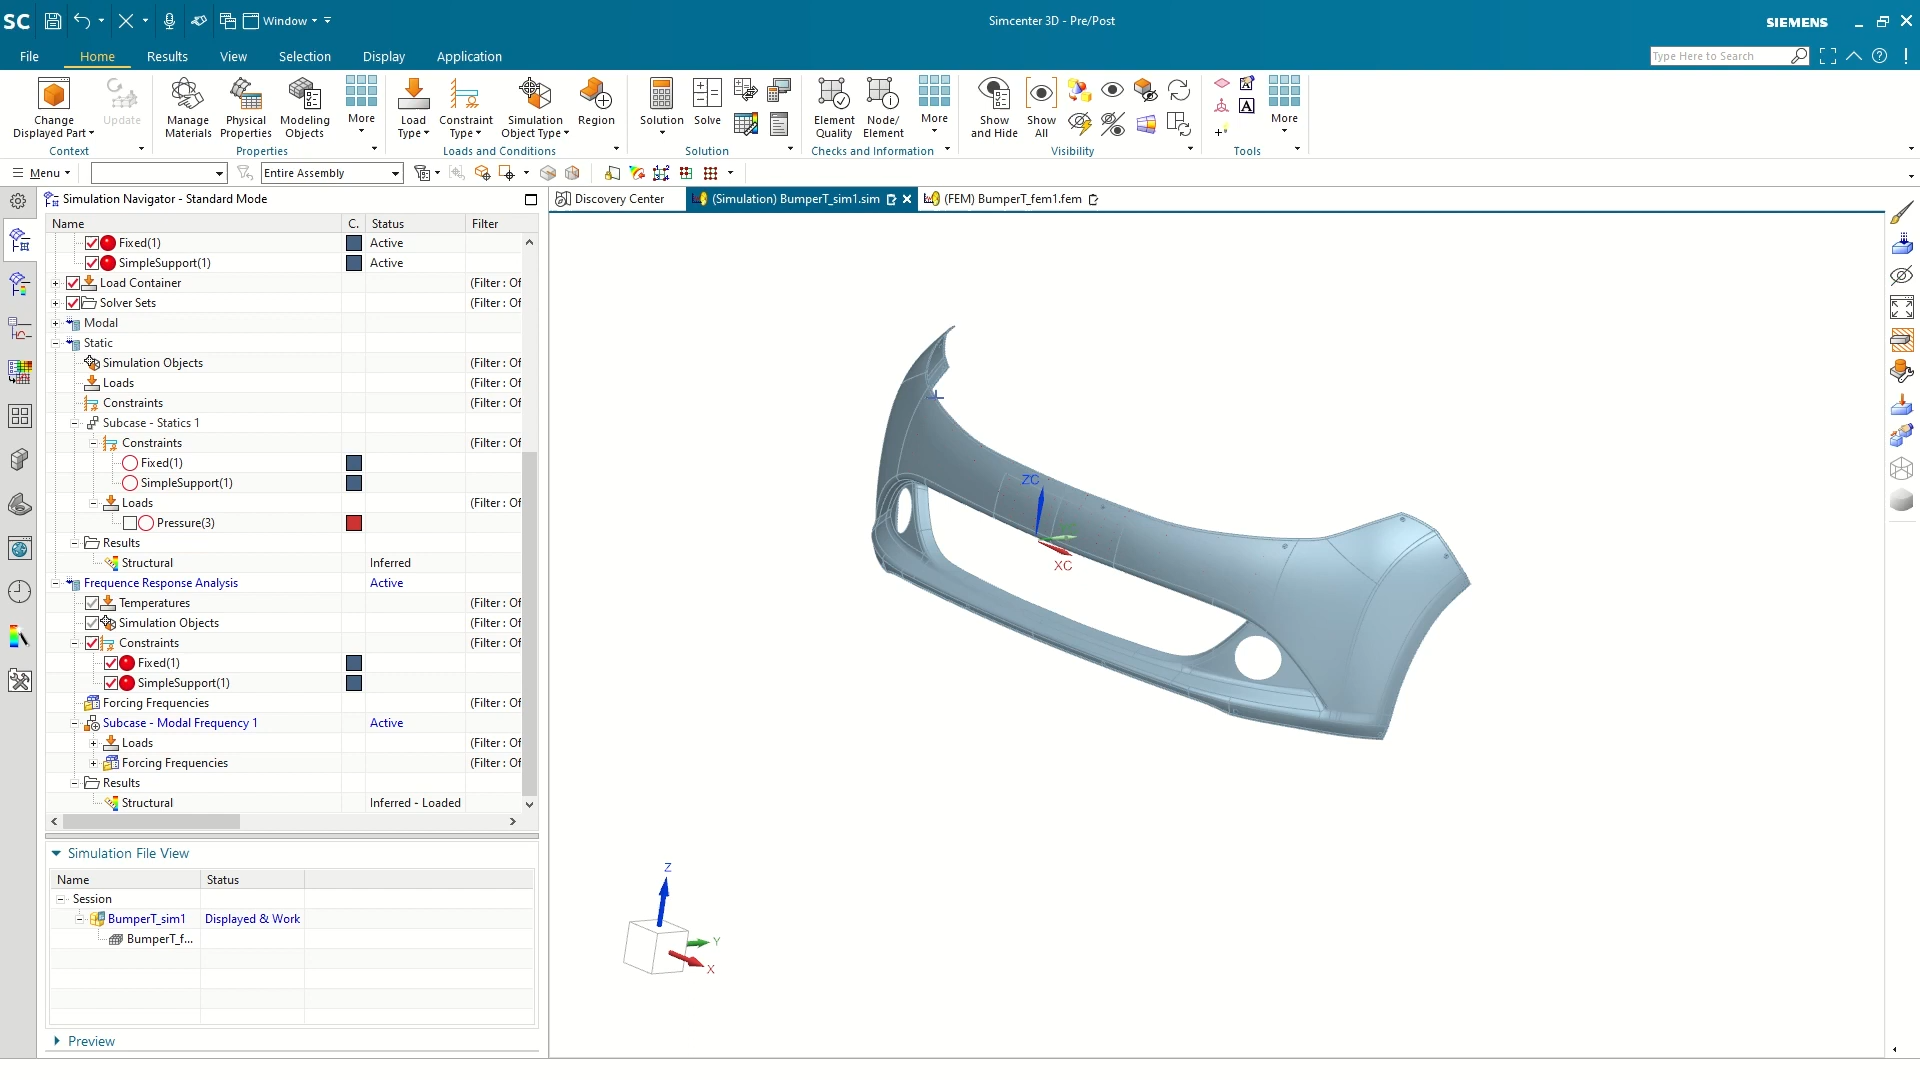 SC Window Simcenter 3D - Pre/Post SIEMENS
File Home Results View Selection Display Application Type Here to Search
Change Displayed Part Update Manage Materials Physical Properties Modeling Objects More Load Type Constraint Type Simulation Object Type Region Solution Solve Element Quality Node/ Element More Show and Hide Show All More
Context Properties Loads and Conditions Solution Checks and Information Visibility Tools
Menu Entire Assembly
Simulation Navigator - Standard Mode
Discovery Center (Simulation) BumperT_sim1.sim (FEM) BumperT_fem1.fem
Name C. Status Filter
Fixed(1) Active
SimpleSupport(1) Active
Load Container (Filter : Of
Solver Sets (Filter : Of
Modal
Static
Simulation Objects (Filter : Of
Loads (Filter : Of
Constraints (Filter : Of
Subcase - Statics 1
Constraints (Filter : Of
Fixed(1)
SimpleSupport(1)
Loads (Filter : Of
Pressure(3)
Results
Structural Inferred
Frequence Response Analysis Active
Temperatures (Filter : Of
Simulation Objects (Filter : Of
Constraints (Filter : Of
Fixed(1)
SimpleSupport(1)
Forcing Frequencies (Filter : Of
Subcase - Modal Frequency 1 Active
Loads (Filter : Of
Forcing Frequencies (Filter : Of
Results
Structural Inferred - Loaded
Simulation File View
Name Status
Session
BumperT_sim1 Displayed & Work
BumperT_f...
Preview
ZC
XC
Z
Y
X